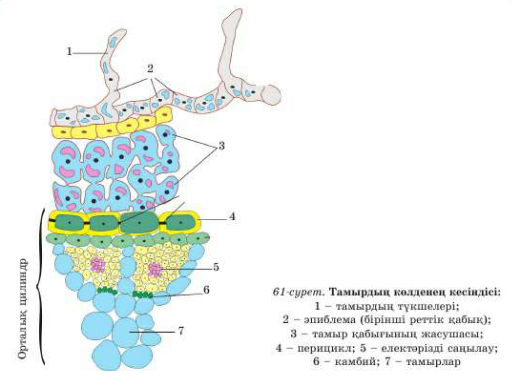 1
2
3
4
5
6
7
Орталық цилиндр
61-сурет. Тамырдың көлденең кесіндісі:
1 – тамырдың түкшелері;
2 – эпиблема (бірінші реттік қабық);
3 – тамыр қабығының жасушасы;
4 – перицикл; 5 – електәрізді саңылау;
6 – камбий; 7 – тамырлар